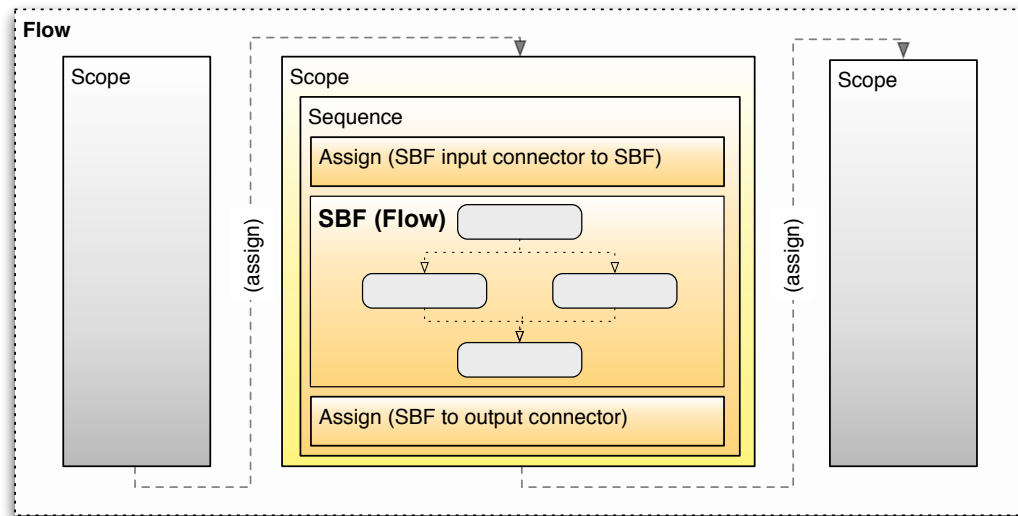 Flow
Scope
(assign)
Scope
Sequence
Assign (SBF input connector to SBF)
SBF (Flow)
Assign (SBF to output connector)
(assign)
Scope